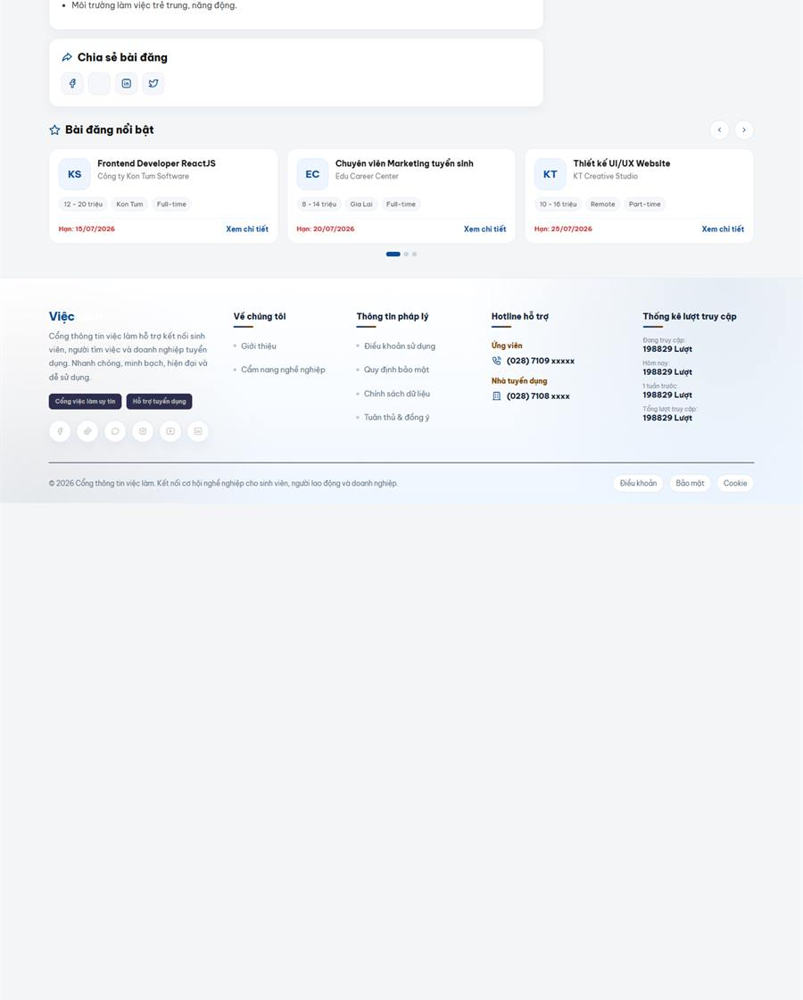 Môi trường làm việc trẻ trung, năng động.
Chia sẻ bài đăng
Bài đăng nổi bật
KS
Frontend Developer ReactJS
Công ty Kon Tum Software
12 - 20 triệu
Kon Tum
Full-time
Hạn: 15/07/2026
Xem chi tiết
EC
Chuyên viên Marketing tuyển sinh
Edu Career Center
8 - 14 triệu
Gia Lai
Full-time
Hạn: 20/07/2026
Xem chi tiết
KT
Thiết kế UI/UX Website
KT Creative Studio
10 - 16 triệu
Remote
Part-time
Hạn: 25/07/2026
Xem chi tiết
Việc
Cổng thông tin việc làm hỗ trợ kết nối sinh
viên, người tìm việc và doanh nghiệp tuyển
dụng. Nhanh chóng, minh bạch, hiện đại và
dễ sử dụng.
Cổng việc làm uy tín
Hỗ trợ tuyển dụng
Về chúng tôi
Giới thiệu
Cẩm nang nghề nghiệp
Thông tin pháp lý
Điều khoản sử dụng
Quy định bảo mật
Chính sách dữ liệu
Tuân thủ & đồng ý
Hotline hỗ trợ
Ứng viên
(028) 7109 xxxxx
Nhà tuyển dụng
(028) 7108 xxxx
Thống kê lượt truy cập
Đang truy cập:
198829 Lượt
Hôm nay:
198829 Lượt
1 tuần trước:
198829 Lượt
Tổng lượt truy cập:
198829 Lượt
© 2026 Cổng thông tin việc làm. Kết nối cơ hội nghề nghiệp cho sinh viên, người lao động và doanh nghiệp.
Điều khoản
Bảo mật
Cookie